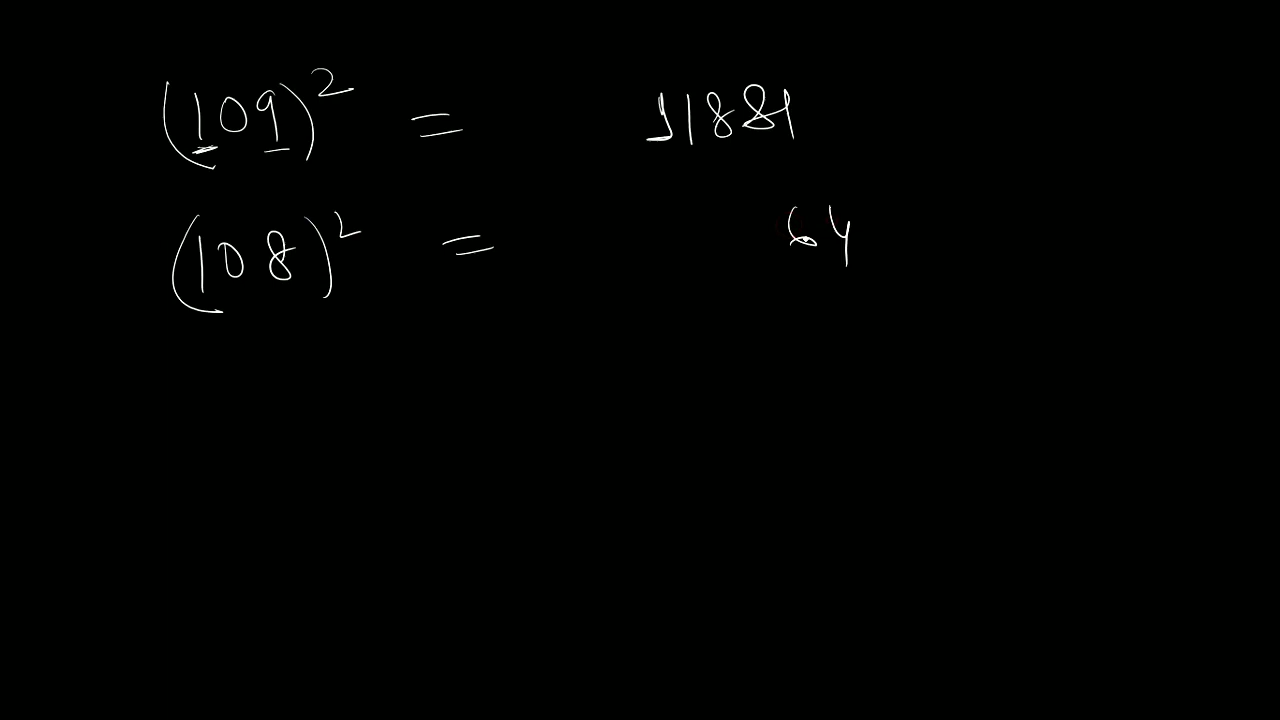 (109)² = 11881
(108)² = 64